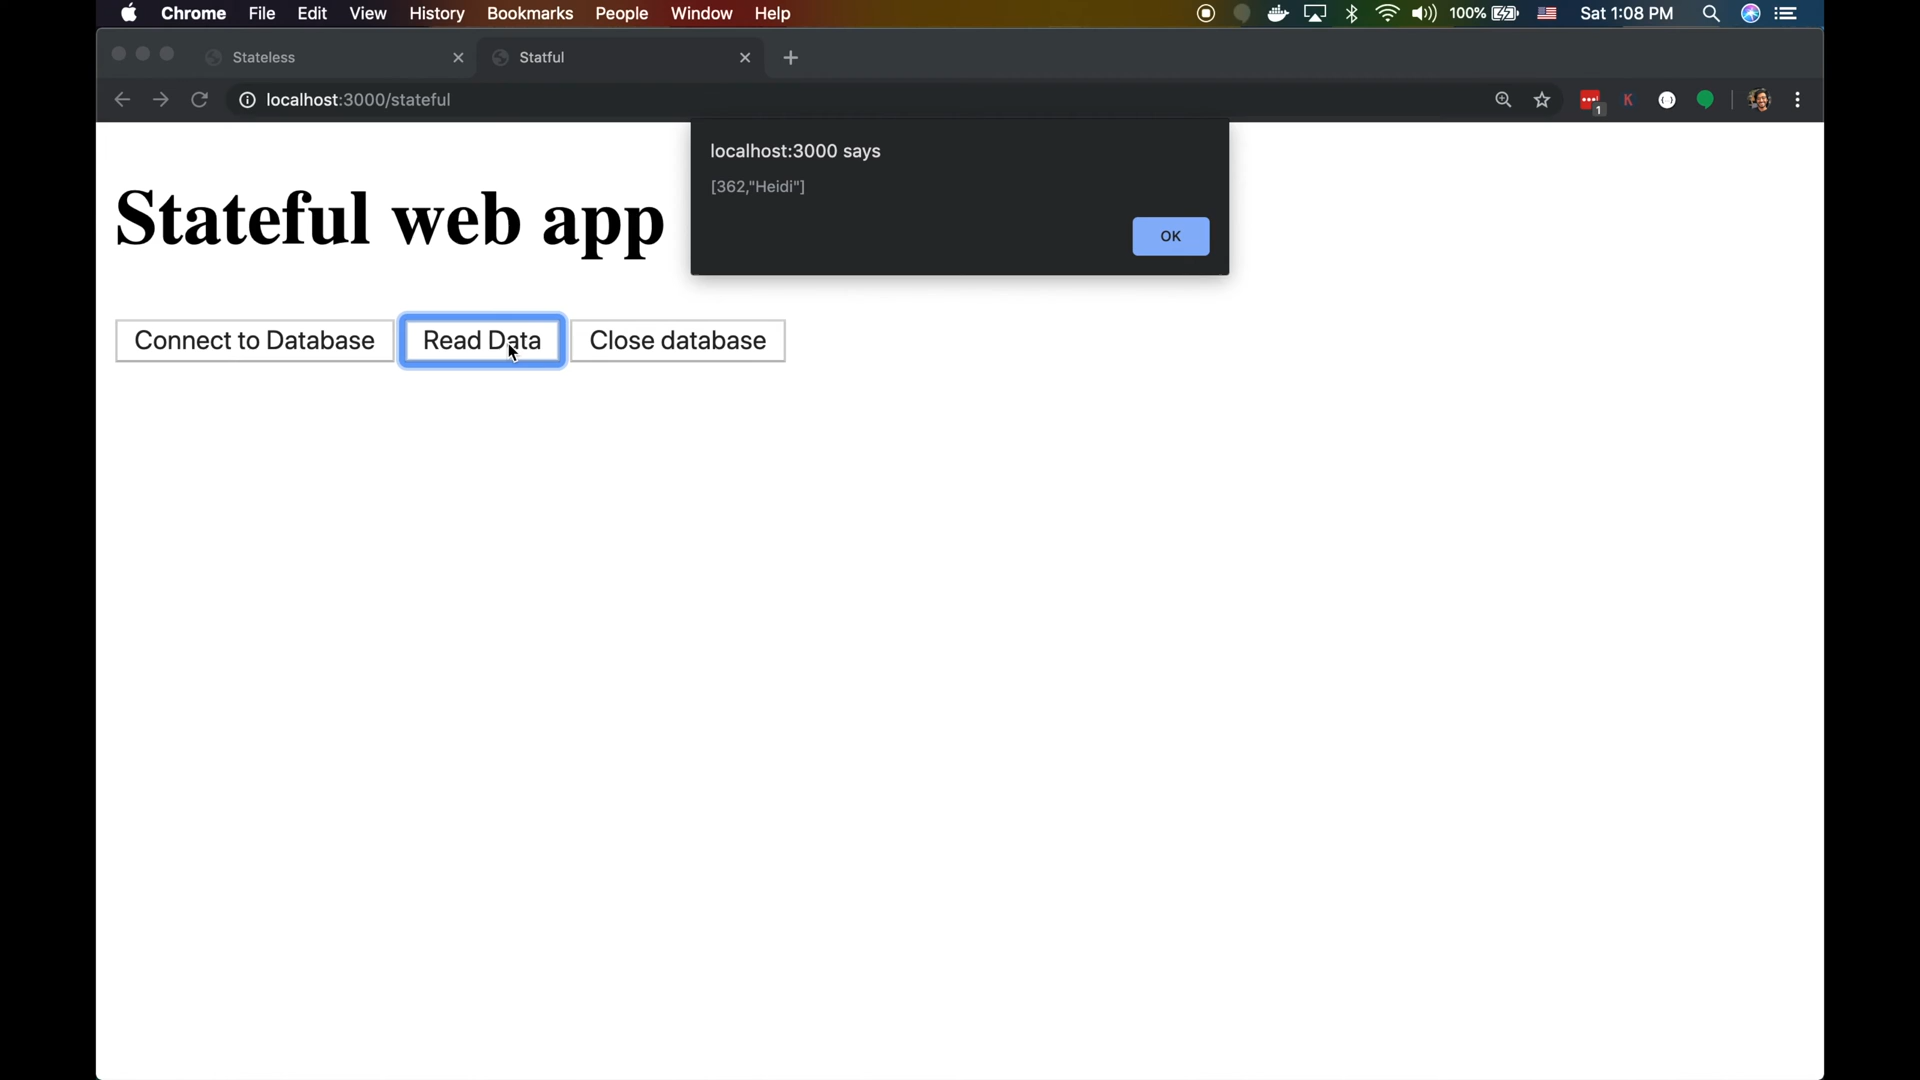 Chrome File Edit View History Bookmarks People Window Help 100% Sat 1:08 PM
Stateless Statful
localhost:3000/stateful K 1
localhost:3000 says
[362,"Heidi"]
OK
Stateful web app
Connect to Database Read Data Close database